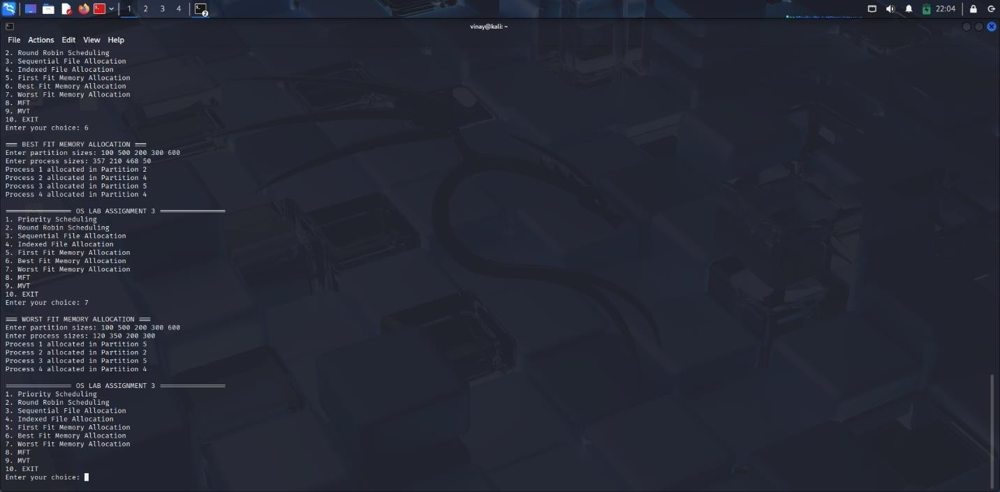 1 2 3 4
22:04
vinay@kali: ~
File Actions Edit View Help
2. Round Robin Scheduling
3. Sequential File Allocation
4. Indexed File Allocation
5. First Fit Memory Allocation
6. Best Fit Memory Allocation
7. Worst Fit Memory Allocation
8. MFT
9. MVT
10. EXIT
Enter your choice: 6
=== BEST FIT MEMORY ALLOCATION ===
Enter partition sizes: 100 500 200 300 600
Enter process sizes: 357 210 468 50
Process 1 allocated in Partition 2
Process 2 allocated in Partition 4
Process 3 allocated in Partition 5
Process 4 allocated in Partition 4
================ OS LAB ASSIGNMENT 3 ================
1. Priority Scheduling
2. Round Robin Scheduling
3. Sequential File Allocation
4. Indexed File Allocation
5. First Fit Memory Allocation
6. Best Fit Memory Allocation
7. Worst Fit Memory Allocation
8. MFT
9. MVT
10. EXIT
Enter your choice: 7
=== WORST FIT MEMORY ALLOCATION ===
Enter partition sizes: 100 500 200 300 600
Enter process sizes: 120 350 200 300
Process 1 allocated in Partition 5
Process 2 allocated in Partition 2
Process 3 allocated in Partition 5
Process 4 allocated in Partition 4
================ OS LAB ASSIGNMENT 3 ================
1. Priority Scheduling
2. Round Robin Scheduling
3. Sequential File Allocation
4. Indexed File Allocation
5. First Fit Memory Allocation
6. Best Fit Memory Allocation
7. Worst Fit Memory Allocation
8. MFT
9. MVT
10. EXIT
Enter your choice: